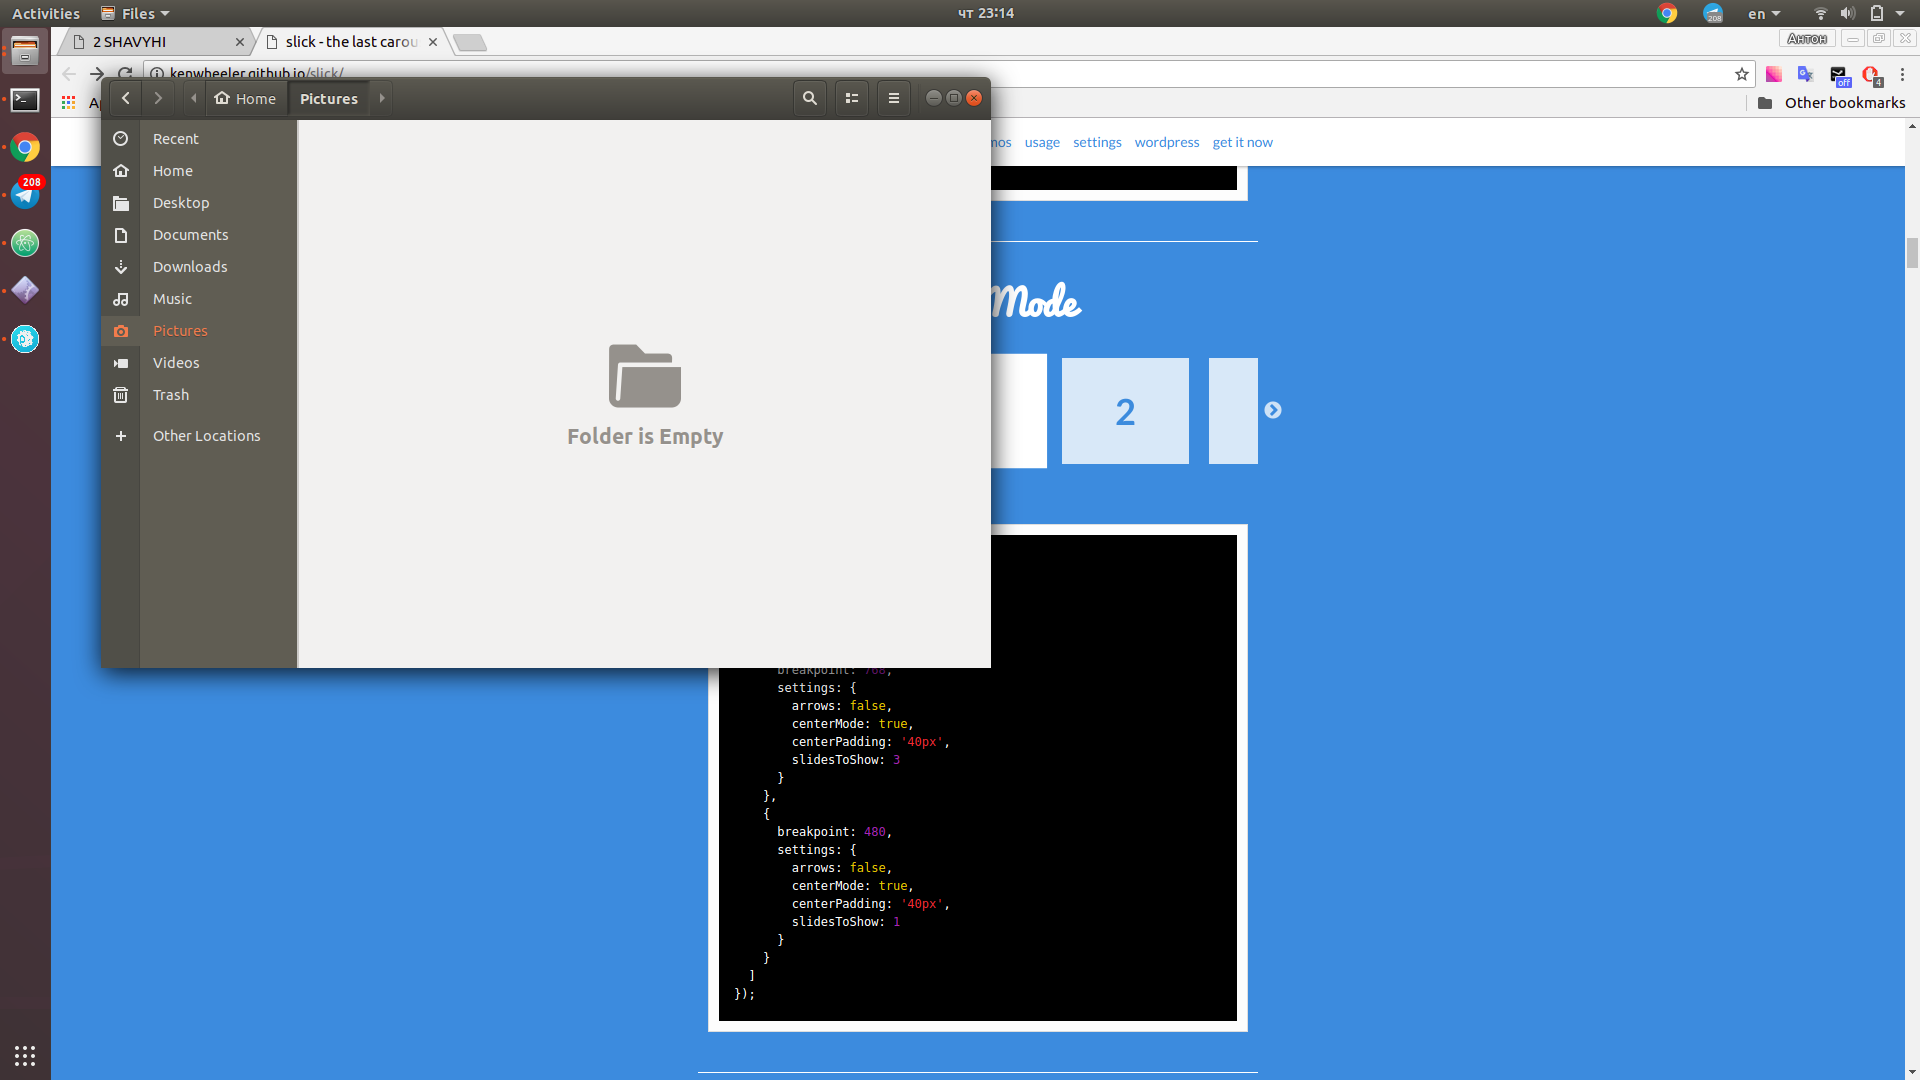 Activities
Files
чт 23:14
208
en
2 SHAVYHI
slick - the last carou
Антон
kenwheeler.github.io/slick/
off
4
Other bookmarks
Home
Pictures
usage
settings
wordpress
get it now
Recent
Home
Desktop
Documents
Downloads
Music
Pictures
Videos
Trash
Other Locations
208
Folder is Empty
Mode
2
breakpoint: 768,
settings: {
arrows: false,
centerMode: true,
centerPadding: '40px',
slidesToShow: 3
}
},
{
breakpoint: 480,
settings: {
arrows: false,
centerMode: true,
centerPadding: '40px',
slidesToShow: 1
}
}
]
});